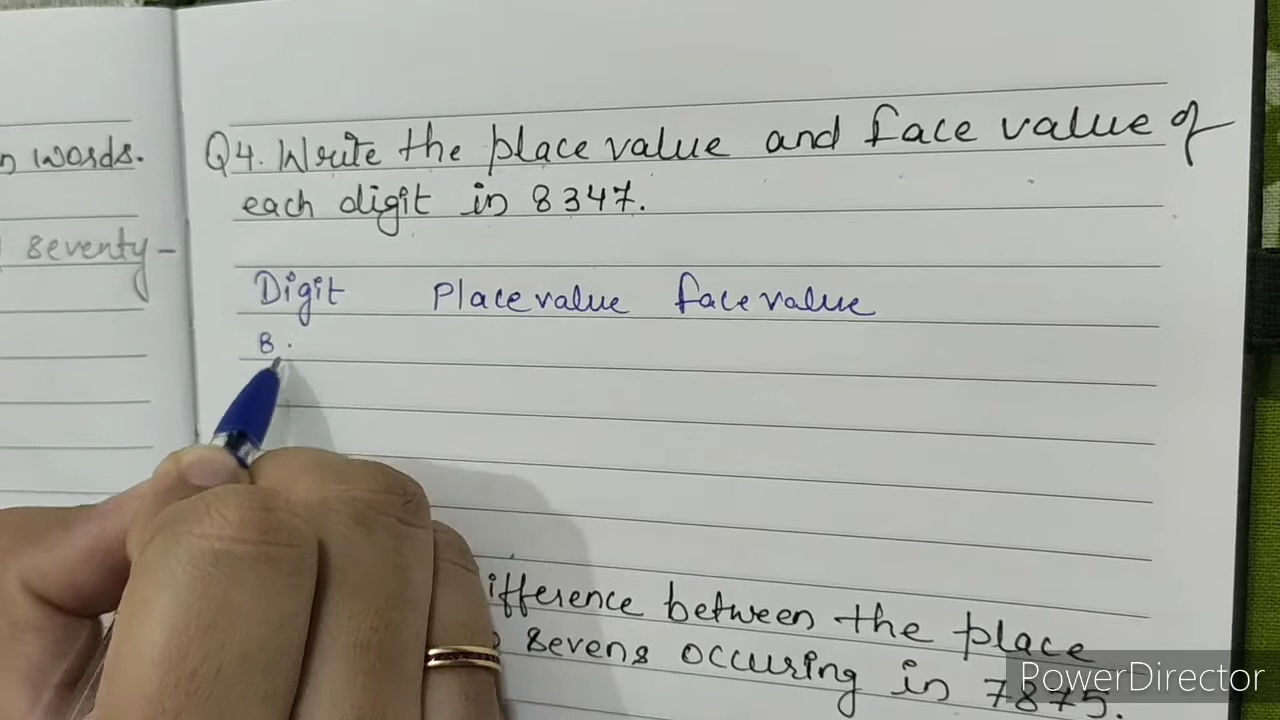 words.
seventy-
Q4. Write the place value and face value of
each digit in 8347.
Digit Place value face value
8.
ifference between the place
sevens occuring in 7875.
PowerDirector